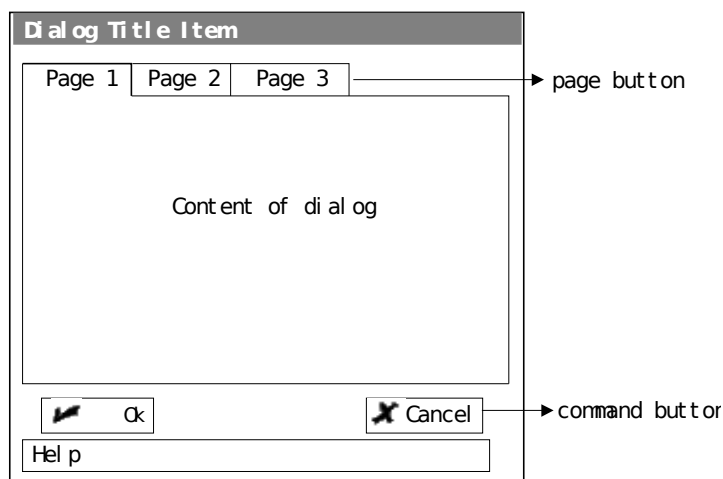 Dialog Title Item
Page 1 Page 2 Page 3
page button
Content of dialog
Ok
Cancel
command button
Help